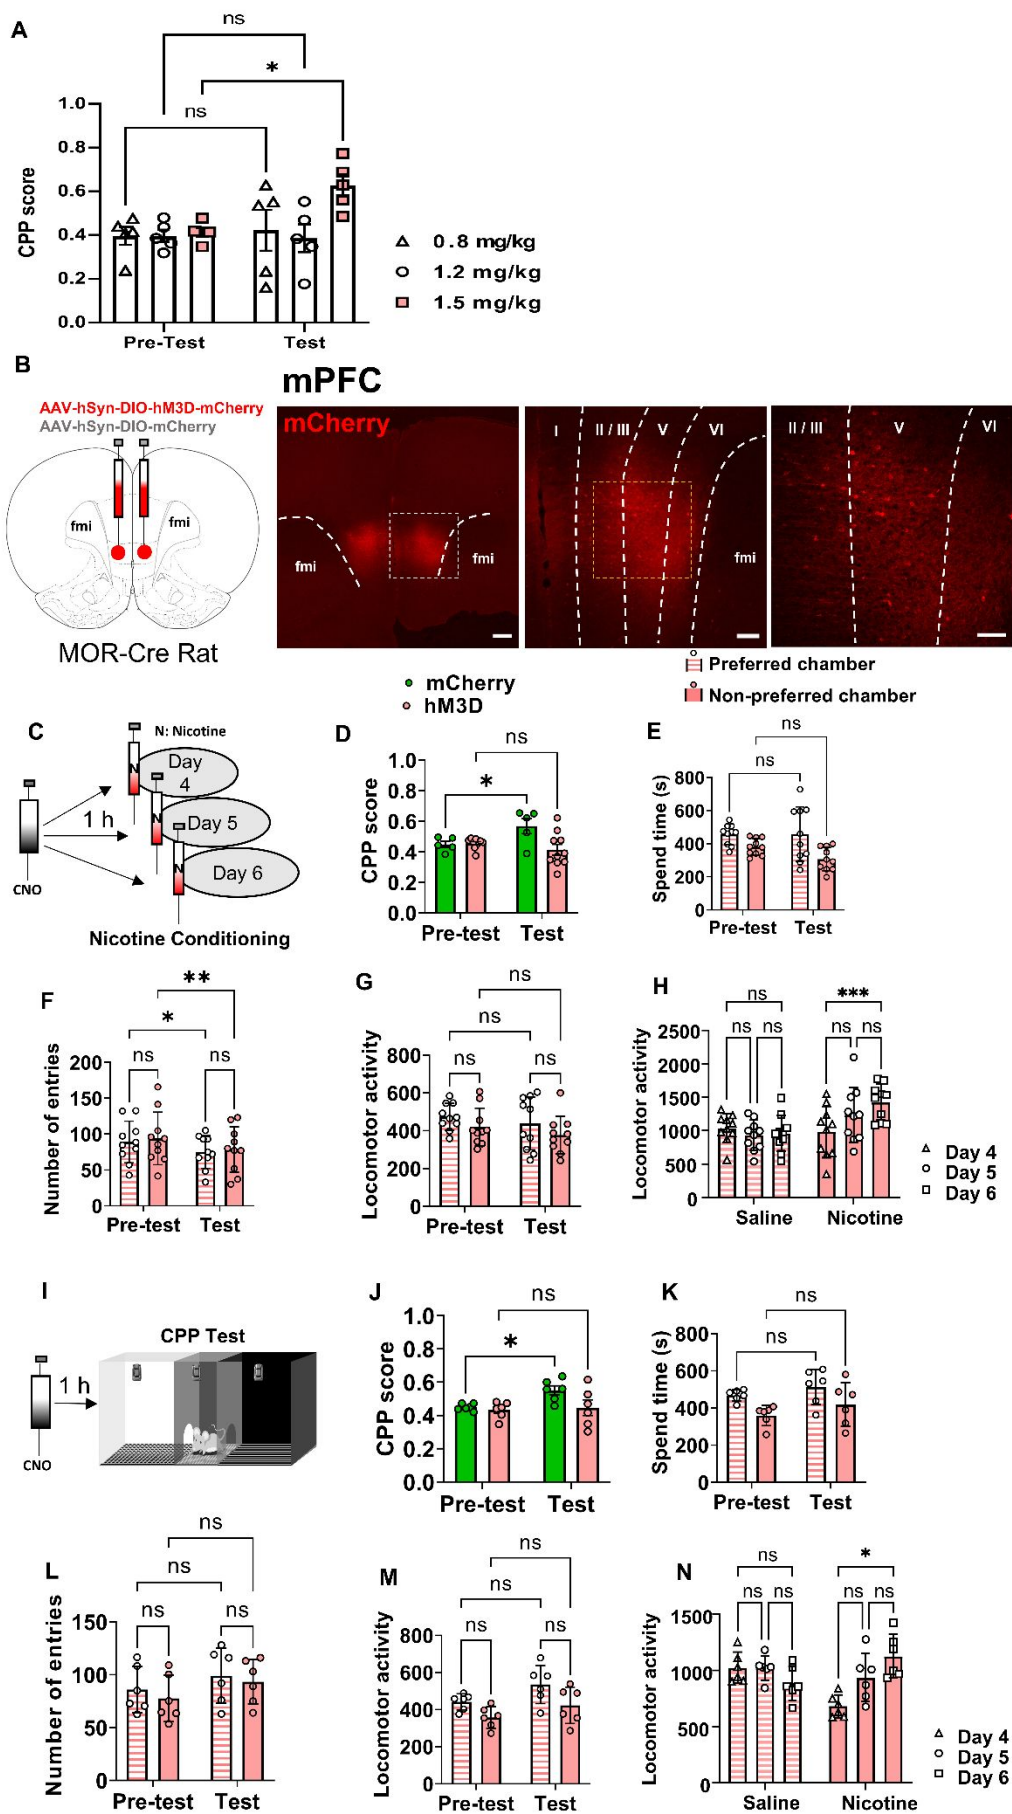 A
ns
*
ns
1.0
0.8
0.6
0.4
0.2
0.0
CPP score
Pre-Test
Test
0.8 mg/kg
1.2 mg/kg
1.5 mg/kg
B
mPFC
AAV-hSyn-DIO-hM3D-mCherry
AAV-hSyn-DIO-mCherry
fmi
fmi
MOR-Cre Rat
mCherry
fmi
fmi
I
II / III
V
VI
fmi
II / III
V
VI
mCherry
hM3D
Preferred chamber
Non-preferred chamber
C
N: Nicotine
N
Day
4
1 h
N
Day 5
N
Day 6
CNO
Nicotine Conditioning
D
ns
*
1.0
0.8
0.6
0.4
0.2
0.0
CPP score
Pre-test
Test
E
ns
ns
800
600
400
200
0
Spend time (s)
Pre-test
Test
F
**
*
ns
ns
200
150
100
50
0
Number of entries
Pre-test
Test
G
ns
ns
ns
ns
800
600
400
200
0
Locomotor activity
Pre-test
Test
H
ns
***
ns
ns
ns
ns
2500
2000
1500
1000
500
0
Locomotor activity
Saline
Nicotine
Day 4
Day 5
Day 6
I
CPP Test
1 h
CNO
J
ns
*
1.0
0.8
0.6
0.4
0.2
0.0
CPP score
Pre-test
Test
K
ns
ns
800
600
400
200
0
Spend time (s)
Pre-test
Test
L
ns
ns
ns
ns
150
100
50
0
Number of entries
Pre-test
Test
M
ns
ns
ns
ns
800
600
400
200
0
Locomotor activity
Pre-test
Test
N
ns
*
ns
ns
ns
ns
1500
1000
500
0
Locomotor activity
Saline
Nicotine
Day 4
Day 5
Day 6